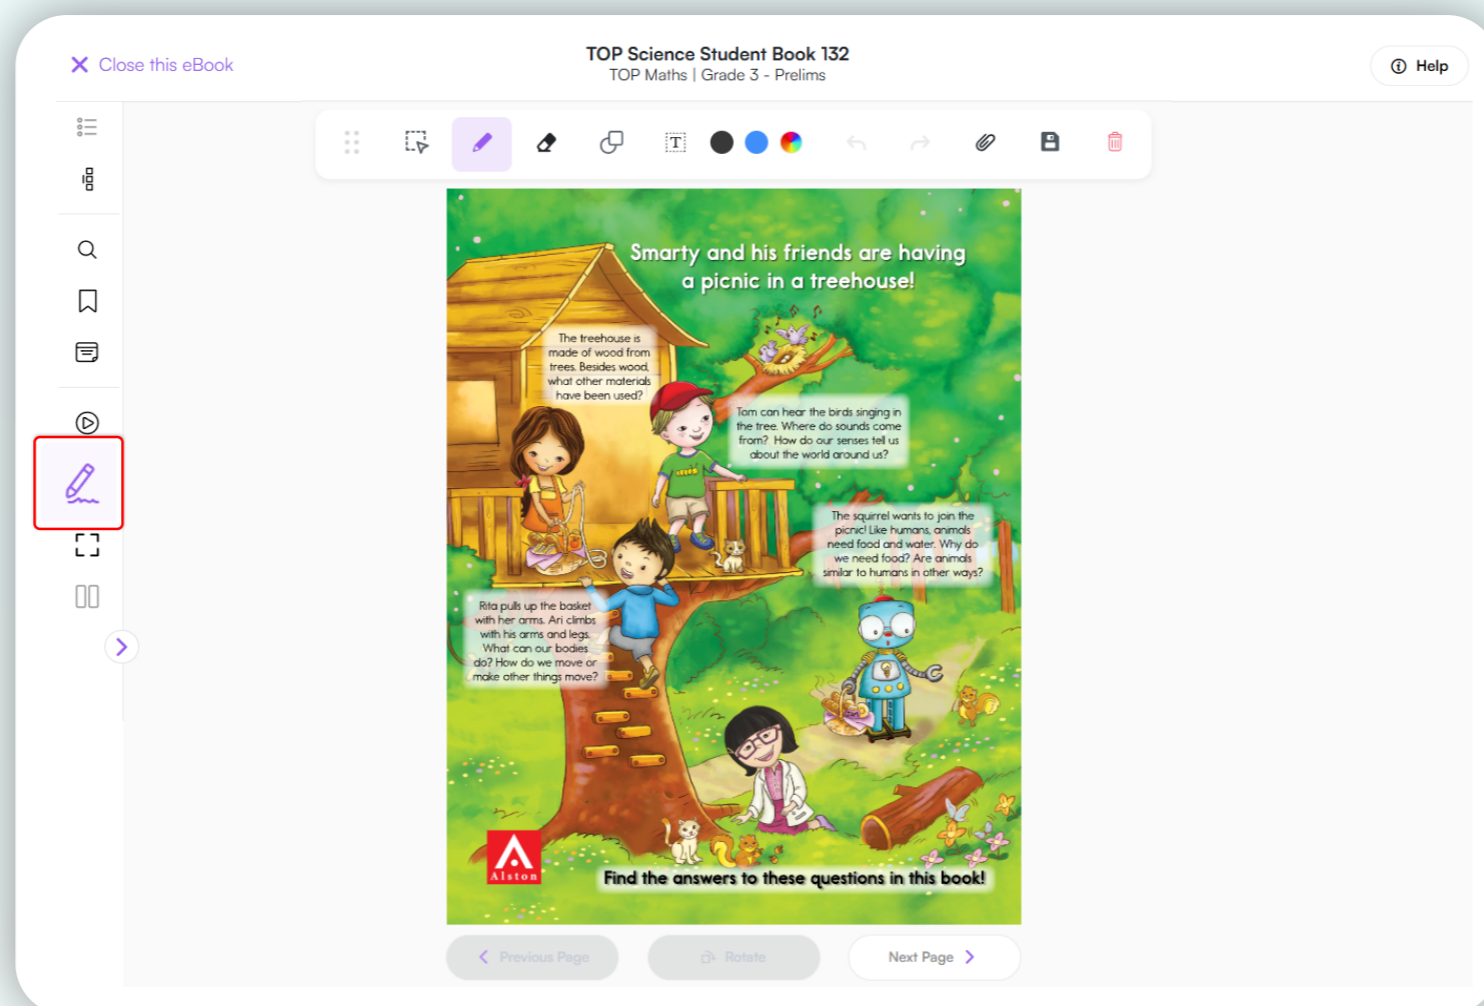 Close this eBook
TOP Science Student Book 132
TOP Maths | Grade 3 - Prelims
Help
T
Smarty and his friends are having
a picnic in a treehouse!
The treehouse is
made of wood from
trees. Besides wood,
what other materials
have been used?
Tom can hear the birds singing in
the tree. Where do sounds come
from? How do our senses tell us
about the world around us?
The squirrel wants to join the
picnic! Like humans, animals
need food and water. Why do
we need food? Are animals
similar to humans in other ways?
Rita pulls up the basket
with her arms. Ari climbs
with his arms and legs.
What can our bodies
do? How do we move or
make other things move?
Alston
Find the answers to these questions in this book!
Previous Page
Rotate
Next Page